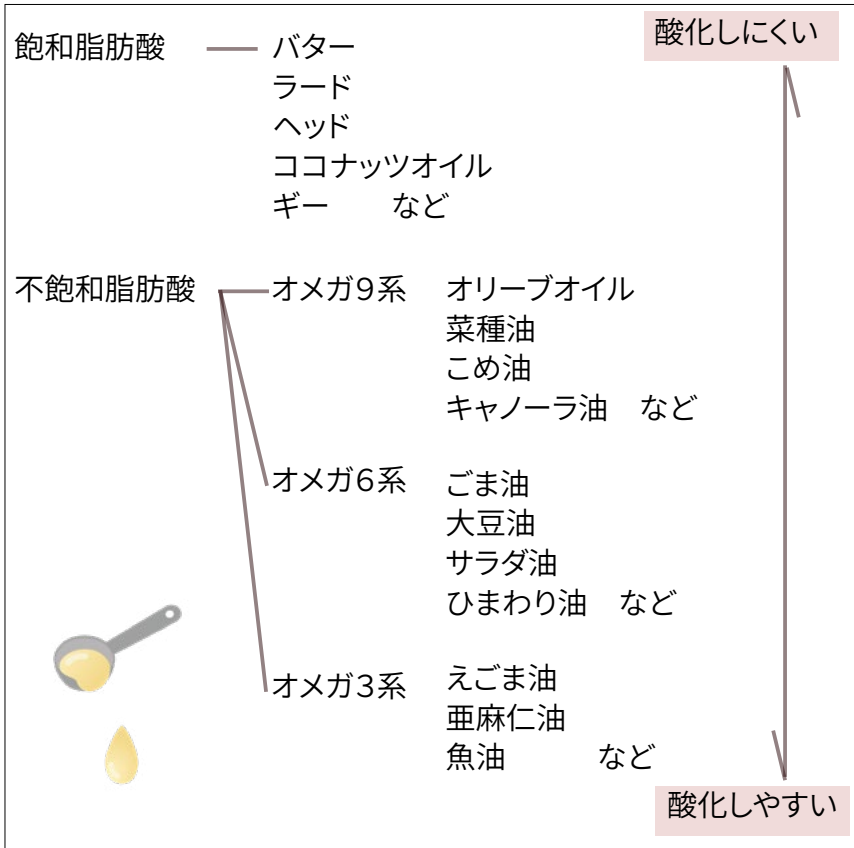 酸化しにくい
飽和脂肪酸 バター
ラード
ヘッド
ココナッツオイル
ギー など
不飽和脂肪酸 オメガ9系 オリーブオイル
菜種油
こめ油
キャノーラ油 など
オメガ6系 ごま油
大豆油
サラダ油
ひまわり油 など
オメガ3系 えごま油
亜麻仁油
魚油 など
酸化しやすい